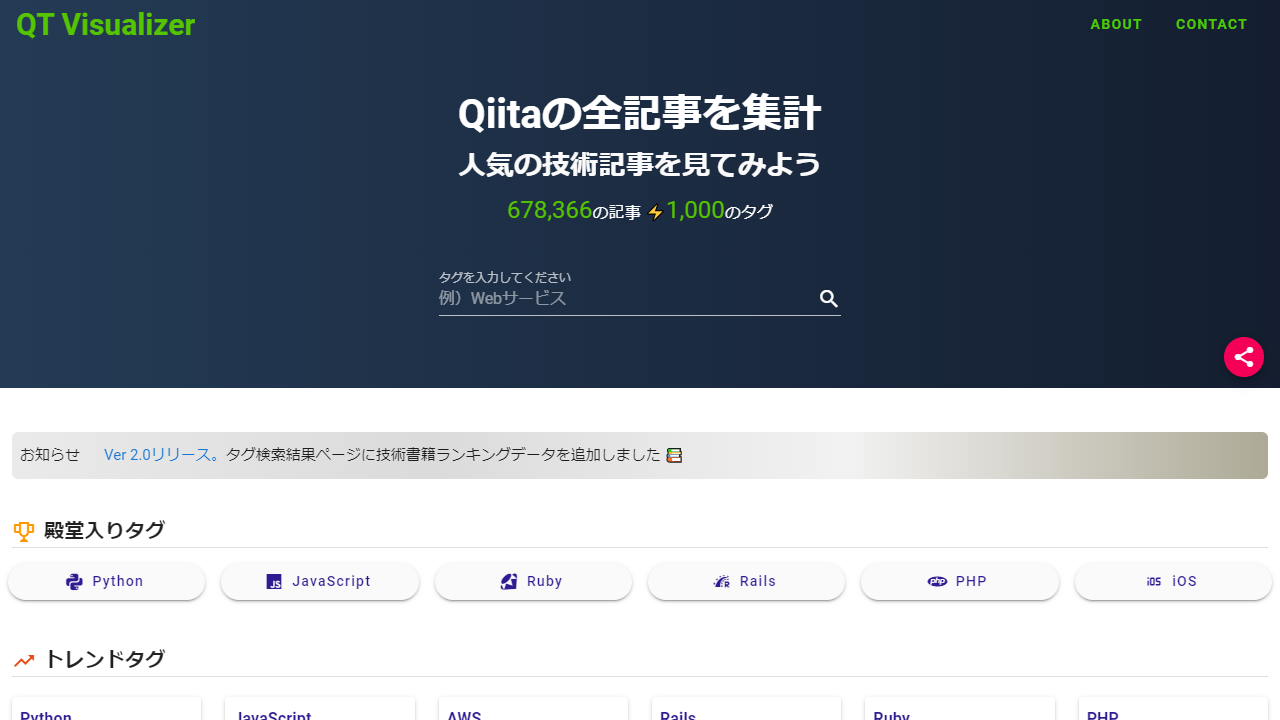 QT Visualizer
ABOUT
CONTACT
Qiitaの全記事を集計
人気の技術記事を見てみよう
678,366の記事 ⚡1,000のタグ
タグを入力してください
例）Webサービス
お知らせ Ver 2.0リリース。タグ検索結果ページに技術書籍ランキングデータを追加しました 📚
殿堂入りタグ
Python
JavaScript
Ruby
Rails
PHP
iOS
トレンドタグ
Python
JavaScript
AWS
Rails
Ruby
PHP